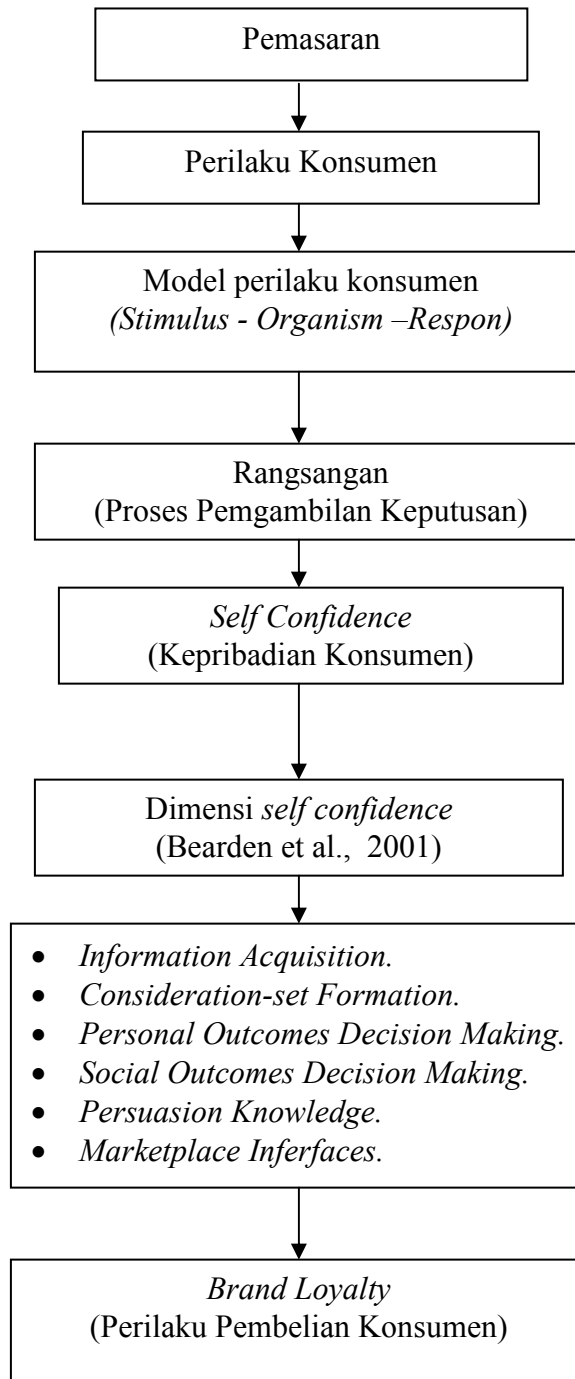 Pemasaran
Perilaku Konsumen
Model perilaku konsumen
(Stimulus - Organism –Respon)
Rangsangan
(Proses Pemgambilan Keputusan)
Self Confidence
(Kepribadian Konsumen)
Dimensi self confidence
(Bearden et al., 2001)
• Information Acquisition.
• Consideration-set Formation.
• Personal Outcomes Decision Making.
• Social Outcomes Decision Making.
• Persuasion Knowledge.
• Marketplace Inferfaces.
Brand Loyalty
(Perilaku Pembelian Konsumen)